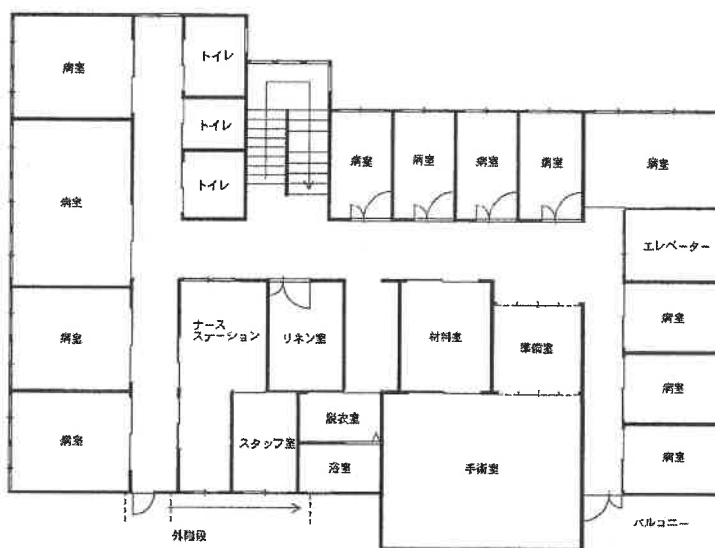 病室
トイレ
トイレ
トイレ
病室
病室
病室
病室
病室
病室
病室
エレベーター
病室
ナース
ステーション
リネン室
材料室
準備室
病室
病室
病室
スタッフ室
脱衣室
浴室
手術室
病室
外階段
バルコニー